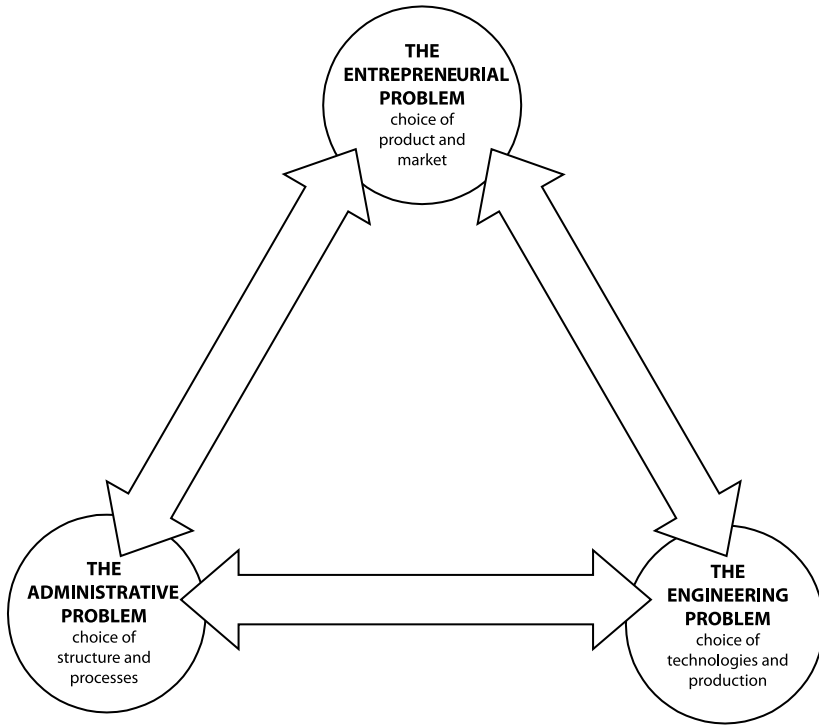 THE
ENTREPRENEURIAL
PROBLEM
choice of
product and
market
THE
ADMINISTRATIVE
PROBLEM
choice of
structure and
processes
THE
ENGINEERING
PROBLEM
choice of
technologies and
production